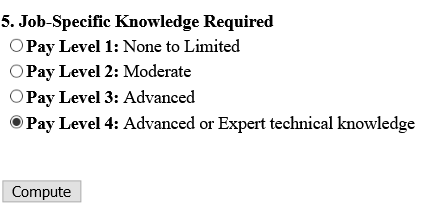 5. Job-Specific Knowledge Required
Pay Level 1: None to Limited
Pay Level 2: Moderate
Pay Level 3: Advanced
Pay Level 4: Advanced or Expert technical knowledge
Compute